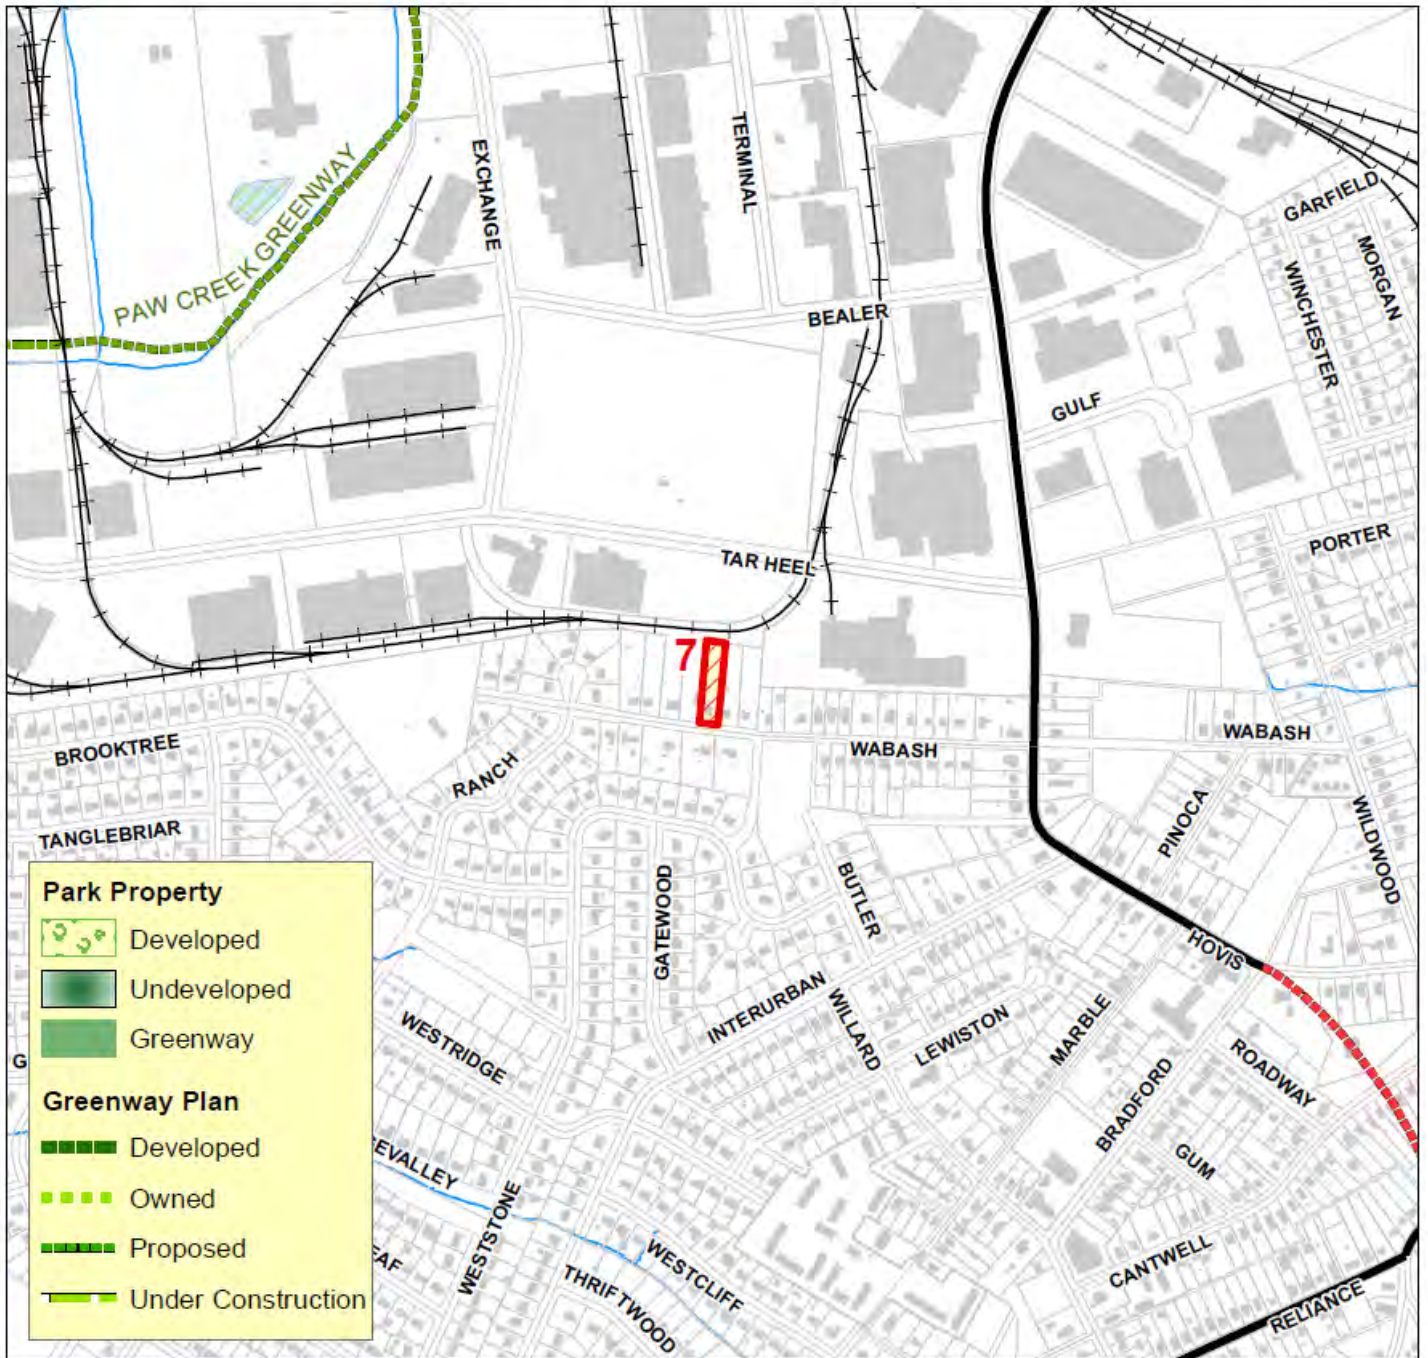 EXCHANGE
TERMINAL
GARFIELD
MORGAN
WINCHESTER
PAW CREEK GREENWAY
BEALER
GULF
PORTER
TAR HEEL
7
BROOKTREE
RANCH
WABASH
WABASH
TANGLEBRIAR
PINOCA
WILDWOOD
GATEWOOD
BUTLER
HOVIS
INTERURBAN
WILLARD
LEWISTON
MARBLE
ROADWAY
WESTRIDGE
BRADFORD
GUM
G
EVALLEY
WESTSTONE
WESTCLIFF
THRIFTWOOD
CANTWELL
RELIANCE
EAF
Park Property
Developed
Undeveloped
Greenway
Greenway Plan
Developed
Owned
Proposed
Under Construction